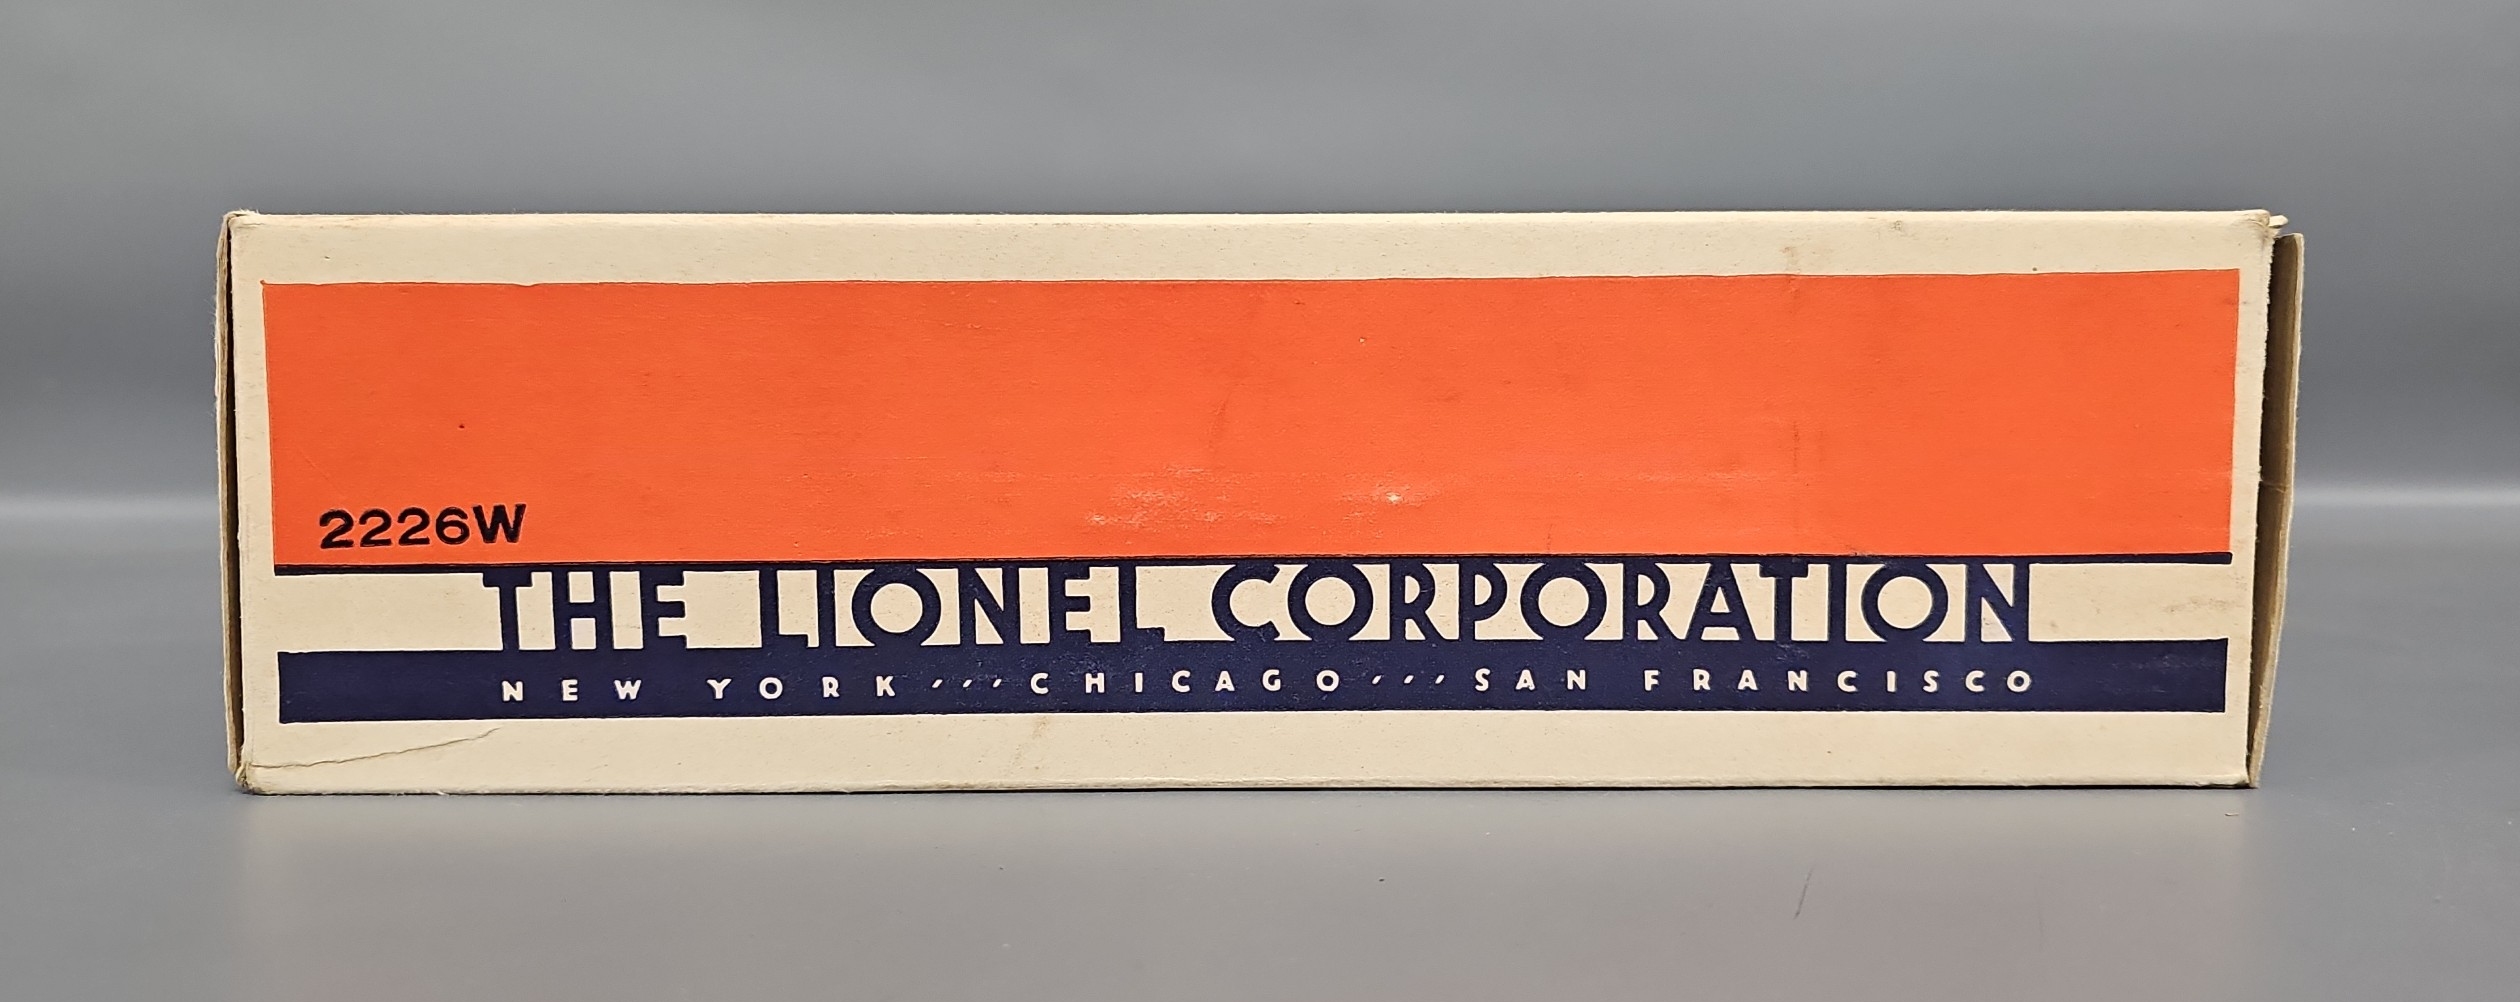 2226W
THE LIONEL CORPORATION
NEW YORK ՛՛՛ CHICAGO ՛՛՛ SAN FRANCISCO